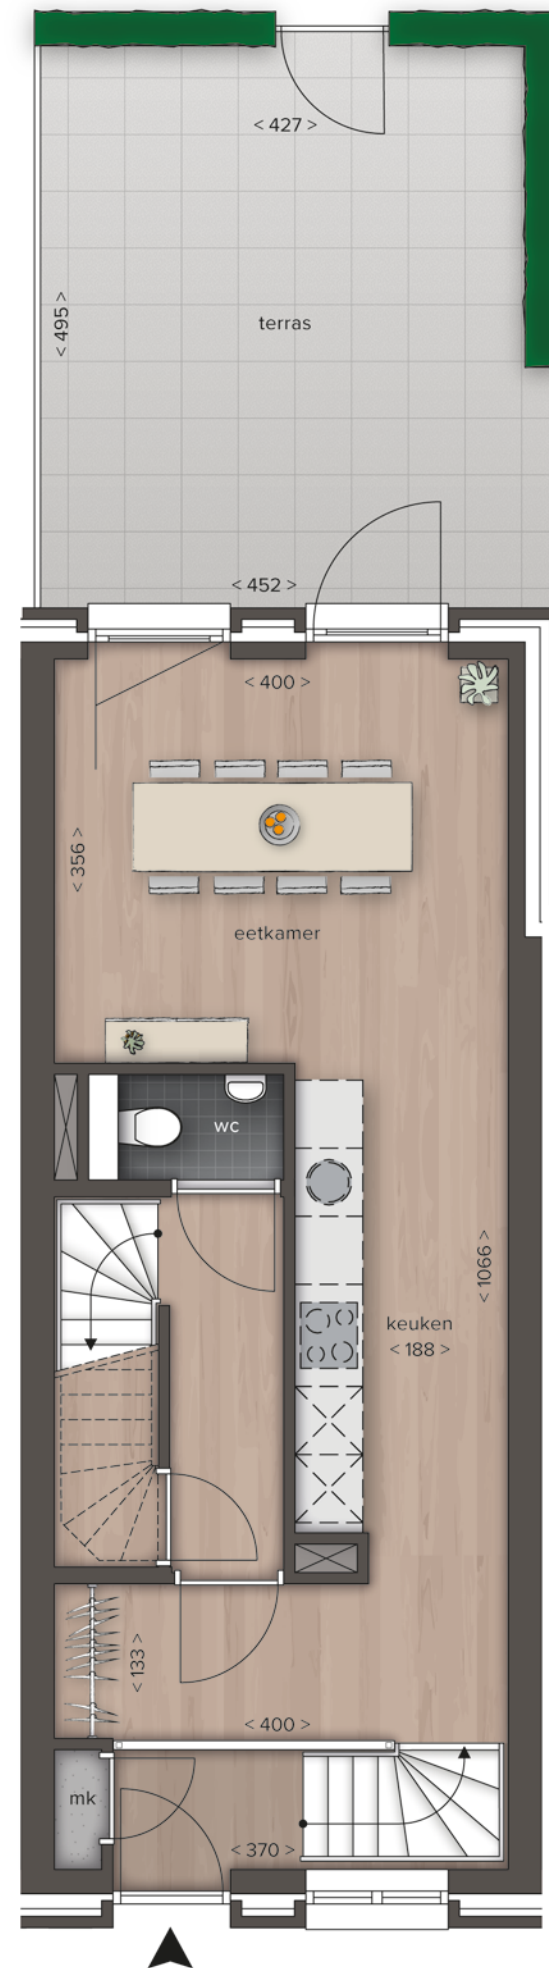 < 427 >
< 495 >
terras
< 452 >
< 400 >
< 356 >
eetkamer
wc
< 1066 >
keuken
< 188 >
< 133 >
< 400 >
mk
< 370 >